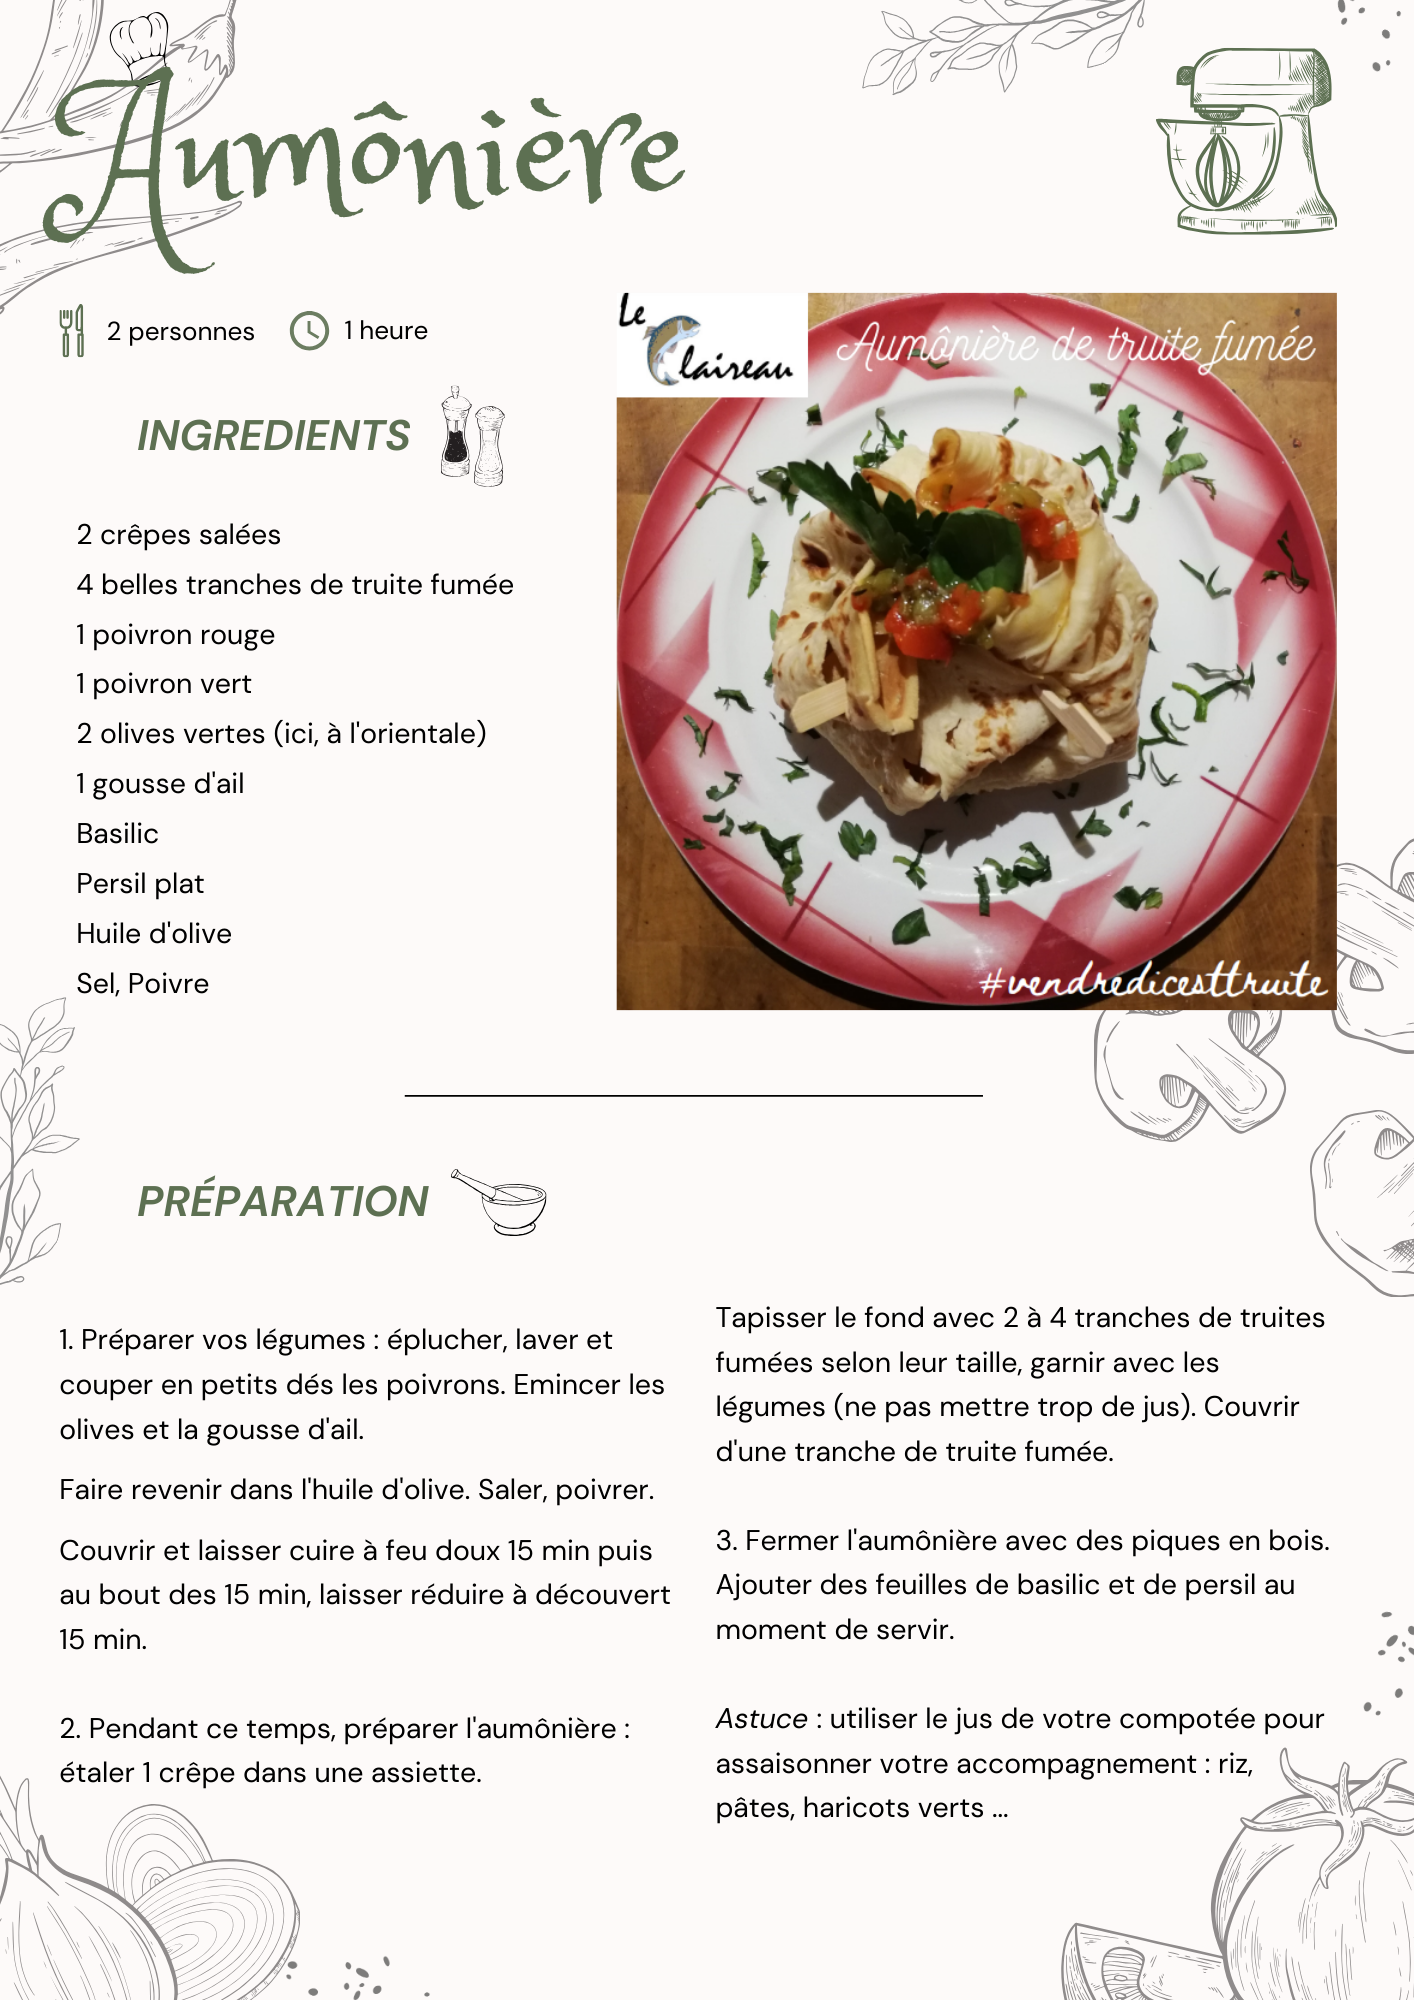 Aumônière
2 personnes
1 heure
INGREDIENTS
2 crêpes salées
4 belles tranches de truite fumée
1 poivron rouge
1 poivron vert
2 olives vertes (ici, à l'orientale)
1 gousse d'ail
Basilic
Persil plat
Huile d'olive
Sel, Poivre
Le
Claireau
Aumônière de truite fumée
#vendredicesttruite
PRÉPARATION
1. Préparer vos légumes : éplucher, laver et
couper en petits dés les poivrons. Emincer les
olives et la gousse d'ail.
Faire revenir dans l'huile d'olive. Saler, poivrer.
Couvrir et laisser cuire à feu doux 15 min puis
au bout des 15 min, laisser réduire à découvert
15 min.
2. Pendant ce temps, préparer l'aumônière :
étaler 1 crêpe dans une assiette.
Tapisser le fond avec 2 à 4 tranches de truites
fumées selon leur taille, garnir avec les
légumes (ne pas mettre trop de jus). Couvrir
d'une tranche de truite fumée.
3. Fermer l'aumônière avec des piques en bois.
Ajouter des feuilles de basilic et de persil au
moment de servir.
Astuce : utiliser le jus de votre compotée pour
assaisonner votre accompagnement : riz,
pâtes, haricots verts ...